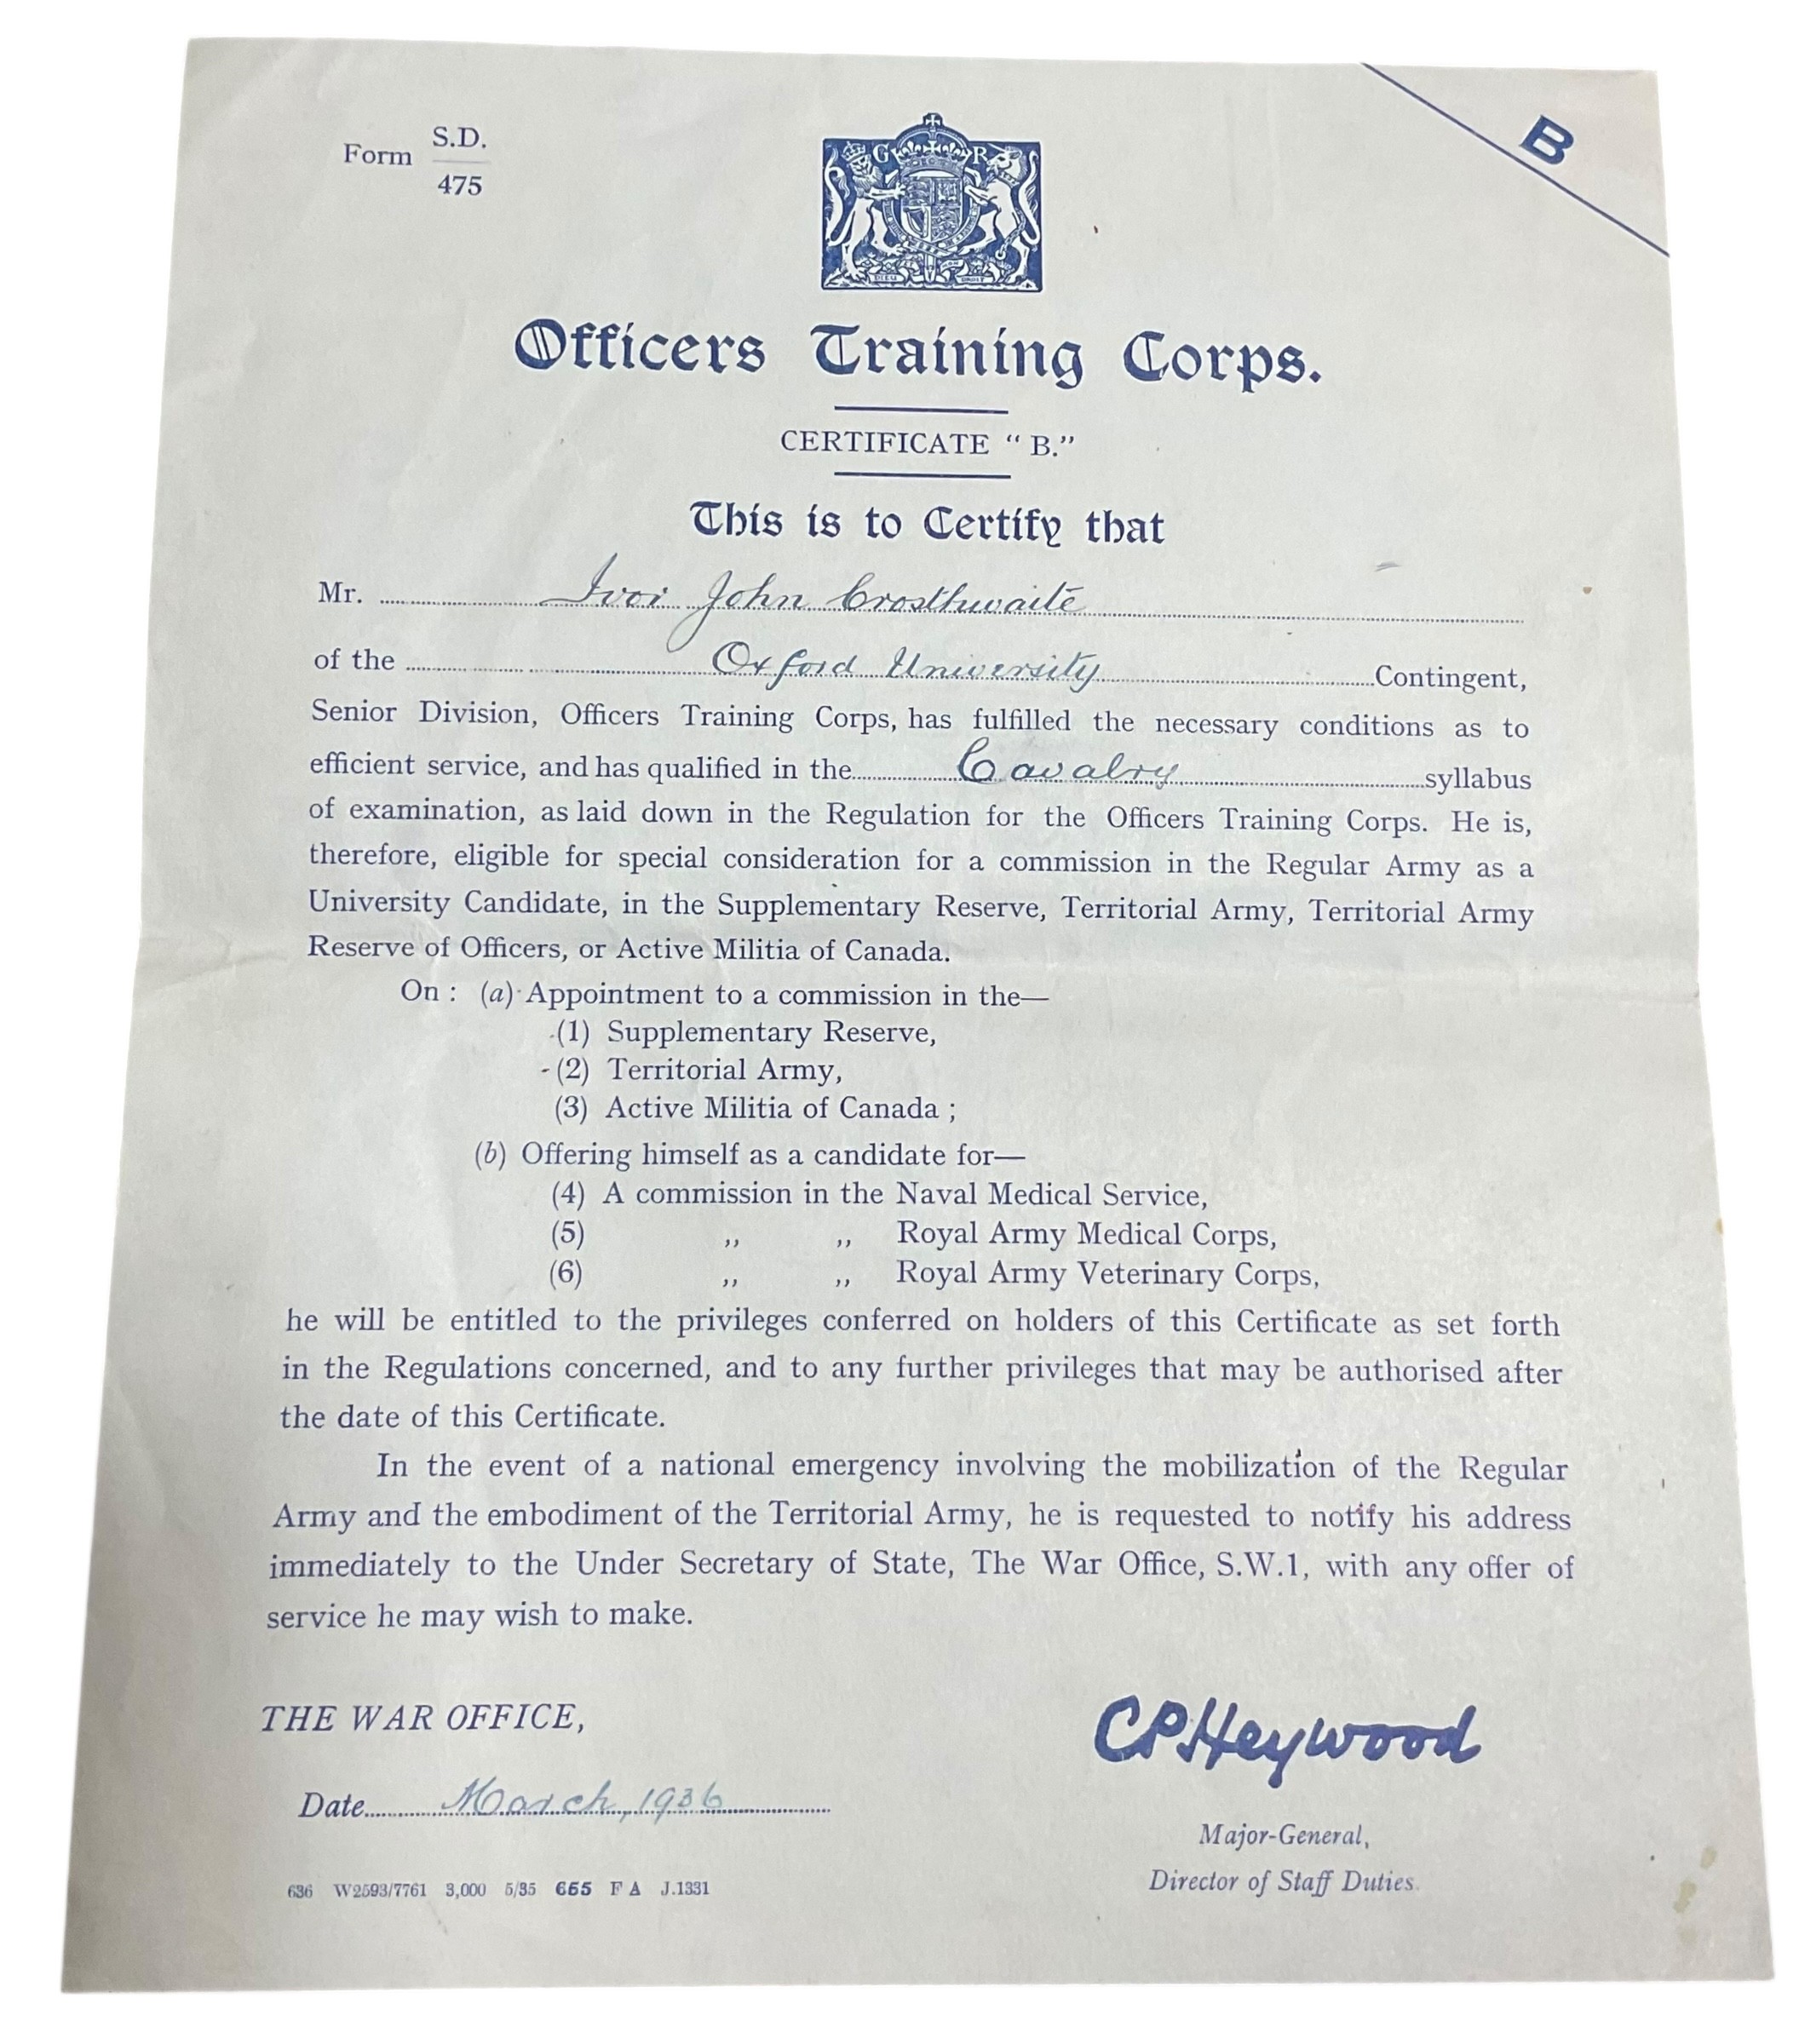 Form S.D.
475
B
G R
DIEU ET MON DROIT
Officers Training Corps.
CERTIFICATE “ B.”
This is to Certify that
Mr. Ivor John Crosthwaite
of the Oxford University Contingent,
Senior Division, Officers Training Corps, has fulfilled the necessary conditions as to
efficient service, and has qualified in the Cavalry syllabus
of examination, as laid down in the Regulation for the Officers Training Corps. He is,
therefore, eligible for special consideration for a commission in the Regular Army as a
University Candidate, in the Supplementary Reserve, Territorial Army, Territorial Army
Reserve of Officers, or Active Militia of Canada.
On : (a) Appointment to a commission in the—
(1) Supplementary Reserve,
(2) Territorial Army,
(3) Active Militia of Canada ;
(b) Offering himself as a candidate for—
(4) A commission in the Naval Medical Service,
(5) ,, ,, Royal Army Medical Corps,
(6) ,, ,, Royal Army Veterinary Corps,
he will be entitled to the privileges conferred on holders of this Certificate as set forth
in the Regulations concerned, and to any further privileges that may be authorised after
the date of this Certificate.
In the event of a national emergency involving the mobilization of the Regular
Army and the embodiment of the Territorial Army, he is requested to notify his address
immediately to the Under Secretary of State, The War Office, S.W.1, with any offer of
service he may wish to make.
THE WAR OFFICE,
CP Heywood
Date March, 1936
Major-General,
Director of Staff Duties.
636 W2593/7761 3,000 5/35 665 F A J.1331